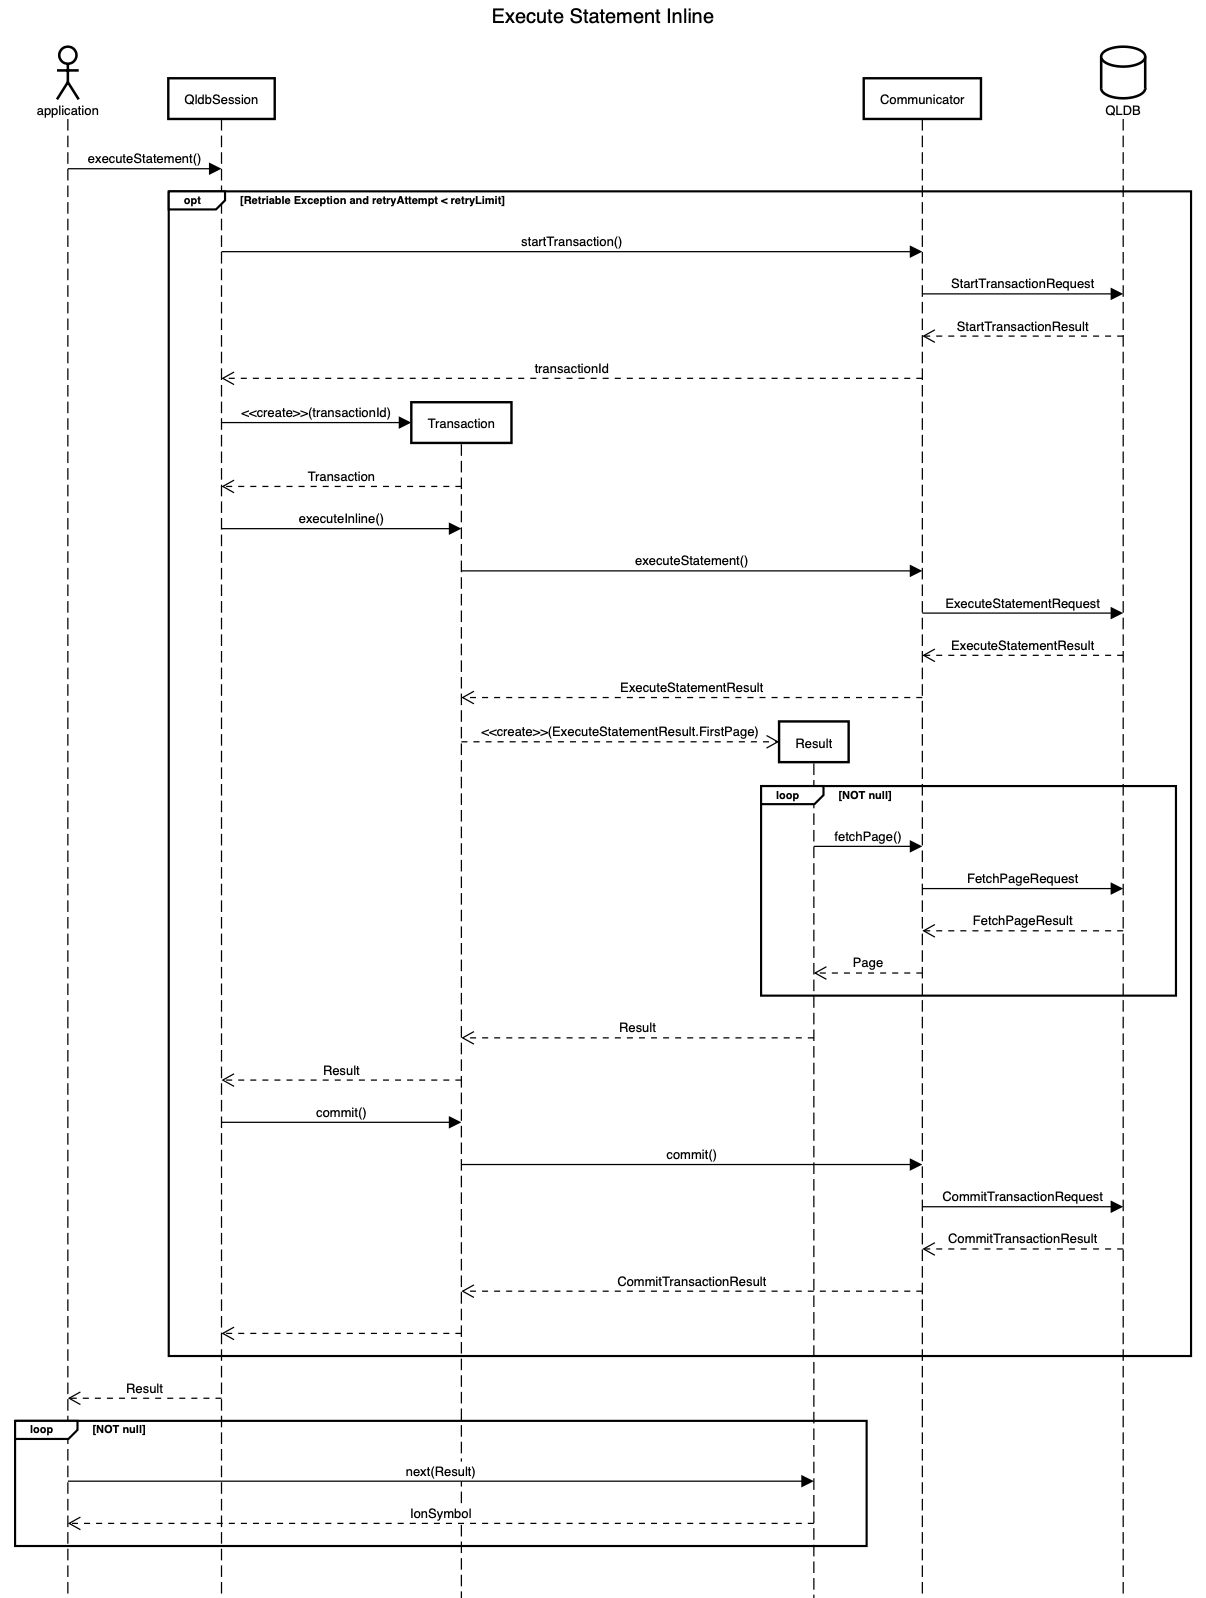 Execute Statement Inline
application
QldbSession
Communicator
QLDB
executeStatement()
opt
[Retriable Exception and retryAttempt < retryLimit]
startTransaction()
StartTransactionRequest
StartTransactionResult
transactionId
<<create>>(transactionId)
Transaction
Transaction
executeInline()
executeStatement()
ExecuteStatementRequest
ExecuteStatementResult
ExecuteStatementResult
<<create>>(ExecuteStatementResult.FirstPage)
Result
loop
[NOT null]
fetchPage()
FetchPageRequest
FetchPageResult
Page
Result
Result
commit()
commit()
CommitTransactionRequest
CommitTransactionResult
CommitTransactionResult
Result
loop
[NOT null]
next(Result)
IonSymbol